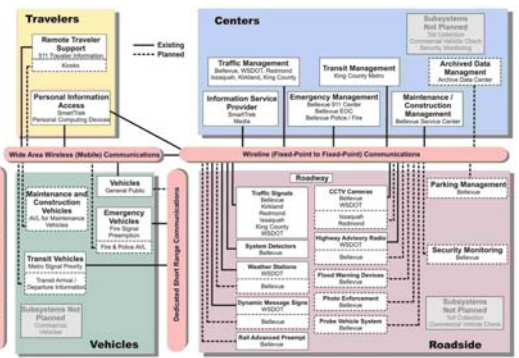 Travelers
Remote Traveler
Support
511 Traveler Information
Kiosks
Personal Information
Access
SmarTrek
Personal Computing Devices
Existing
Planned
Centers
Traffic Management
Bellevue, WSDOT, Redmond
Issaquah, Kirkland, King County
Transit Management
King County Metro
Subsystems
Not Planned
Toll Collection
Commercial Vehicle Check
Security Monitoring
Archived Data
Managment
Archive Data Center
Information Service
Provider
SmarTrek
Media
Emergency Management
Bellevue 911 Center
Bellevue EOC
Bellevue Police / Fire
Maintenance /
Construction
Management
Bellevue Service Center
Wide Area Wireless (Mobile) Communications
Wireline (Fixed-Point to Fixed-Point) Communications
Maintenance and
Construction
Vehicles
AVL for Maintenance
Vehicles
Vehicles
General Public
Emergency
Vehicles
Fire Signal
Preemption
Fire & Police AVL
Transit Vehicles
Metro Signal Priority
Transit Arrival /
Departure Information
Subsystems Not
Planned
Commercial
Vehicles
Vehicles
Dedicated Short Range Communications
Roadway
Traffic Signals
Bellevue
Kirkland
Redmond
Issaquah
King County
WSDOT
System Detectors
Bellevue
Weather Stations
WSDOT
Bellevue
Dynamic Message Signs
WSDOT
Bellevue
Rail Advanced Preempt
Bellevue
CCTV Cameras
Bellevue
WSDOT
Issaquah
Redmond
Highway Advisory Radio
WSDOT
Bellevue
Flood Warning Devices
Bellevue
Photo Enforcement
Bellevue
Probe Vehicle System
Bellevue
Parking Management
Bellevue
Security Monitoring
Bellevue
Subsystems
Not Planned
Toll Collection
Commercial Vehicle Check
Roadside